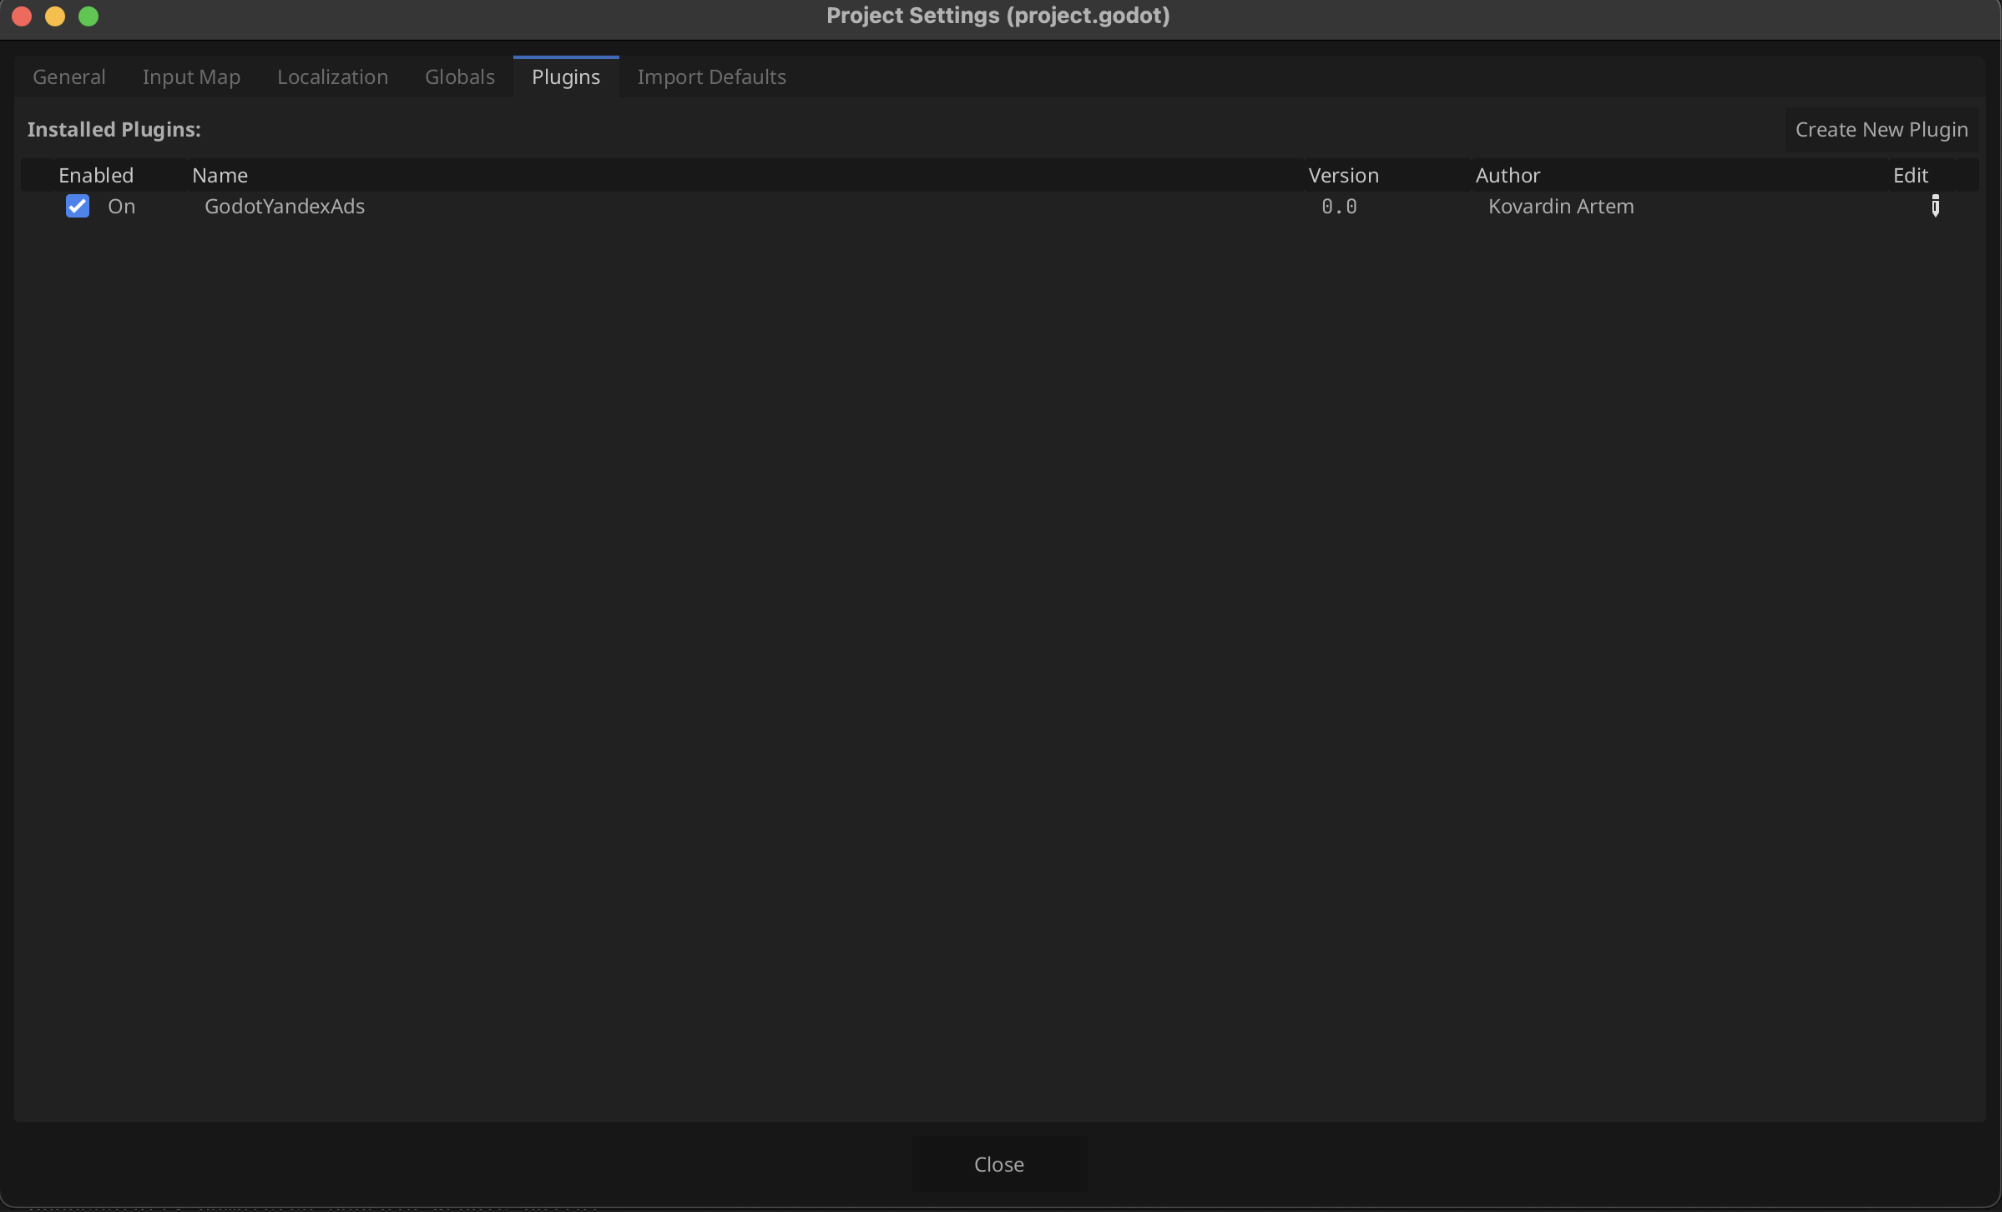 Project Settings (project.godot)
General Input Map Localization Globals Plugins Import Defaults
Installed Plugins: Create New Plugin
Enabled Name Version Author Edit
On GodotYandexAds 0.0 Kovardin Artem
Close